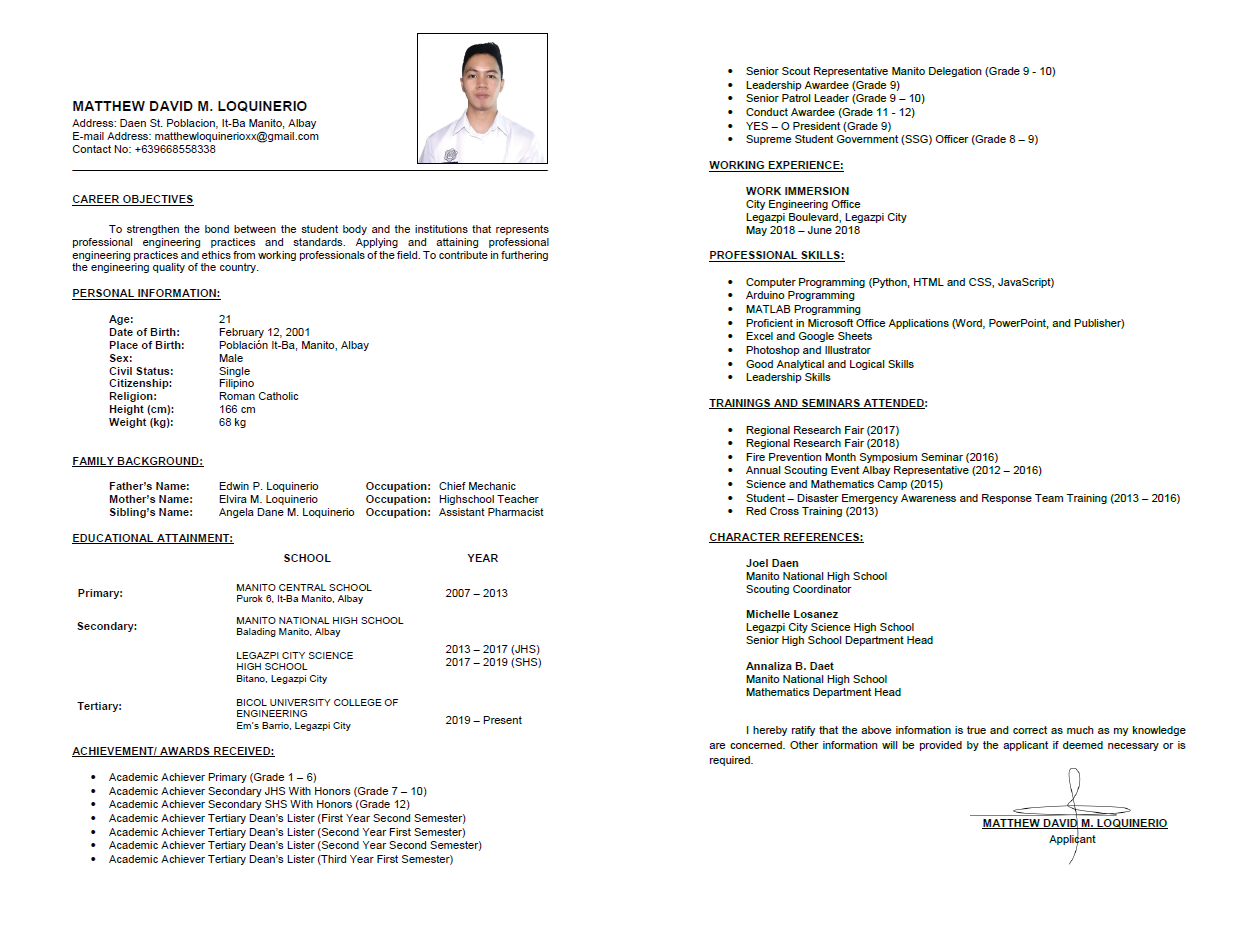 MATTHEW DAVID M. LOQUINERIO
Address: Daen St. Poblacion, It-Ba Manito, Albay
E-mail Address: matthewloquinerioxx@gmail.com
Contact No: +639668558338
CAREER OBJECTIVES
To strengthen the bond between the student body and the institutions that represents
professional engineering practices and standards. Applying and attaining professional
engineering practices and ethics from working professionals of the field. To contribute in furthering
the engineering quality of the country.
PERSONAL INFORMATION:
Age: 21
Date of Birth: February 12, 2001
Place of Birth: Población It-Ba, Manito, Albay
Sex: Male
Civil Status: Single
Citizenship: Filipino
Religion: Roman Catholic
Height (cm): 166 cm
Weight (kg): 68 kg
FAMILY BACKGROUND:
Father's Name: Edwin P. Loquinerio Occupation: Chief Mechanic
Mother's Name: Elvira M. Loquinerio Occupation: Highschool Teacher
Sibling's Name: Angela Dane M. Loquinerio Occupation: Assistant Pharmacist
EDUCATIONAL ATTAINMENT:
SCHOOL YEAR
Primary: MANITO CENTRAL SCHOOL 2007 – 2013
Purok 6, It-Ba Manito, Albay
Secondary: MANITO NATIONAL HIGH SCHOOL
Balading Manito, Albay
2013 – 2017 (JHS)
LEGAZPI CITY SCIENCE 2017 – 2019 (SHS)
HIGH SCHOOL
Bitano, Legazpi City
Tertiary: BICOL UNIVERSITY COLLEGE OF
ENGINEERING
Em's Barrio, Legazpi City 2019 – Present
ACHIEVEMENT/ AWARDS RECEIVED:
• Academic Achiever Primary (Grade 1 – 6)
• Academic Achiever Secondary JHS With Honors (Grade 7 – 10)
• Academic Achiever Secondary SHS With Honors (Grade 12)
• Academic Achiever Tertiary Dean's Lister (First Year Second Semester)
• Academic Achiever Tertiary Dean's Lister (Second Year First Semester)
• Academic Achiever Tertiary Dean's Lister (Second Year Second Semester)
• Academic Achiever Tertiary Dean's Lister (Third Year First Semester)
• Senior Scout Representative Manito Delegation (Grade 9 - 10)
• Leadership Awardee (Grade 9)
• Senior Patrol Leader (Grade 9 – 10)
• Conduct Awardee (Grade 11 - 12)
• YES – O President (Grade 9)
• Supreme Student Government (SSG) Officer (Grade 8 – 9)
WORKING EXPERIENCE:
WORK IMMERSION
City Engineering Office
Legazpi Boulevard, Legazpi City
May 2018 – June 2018
PROFESSIONAL SKILLS:
• Computer Programming (Python, HTML and CSS, JavaScript)
• Arduino Programming
• MATLAB Programming
• Proficient in Microsoft Office Applications (Word, PowerPoint, and Publisher)
• Excel and Google Sheets
• Photoshop and Illustrator
• Good Analytical and Logical Skills
• Leadership Skills
TRAININGS AND SEMINARS ATTENDED:
• Regional Research Fair (2017)
• Regional Research Fair (2018)
• Fire Prevention Month Symposium Seminar (2016)
• Annual Scouting Event Albay Representative (2012 – 2016)
• Science and Mathematics Camp (2015)
• Student – Disaster Emergency Awareness and Response Team Training (2013 – 2016)
• Red Cross Training (2013)
CHARACTER REFERENCES:
Joel Daen
Manito National High School
Scouting Coordinator
Michelle Losanez
Legazpi City Science High School
Senior High School Department Head
Annaliza B. Daet
Manito National High School
Mathematics Department Head
I hereby ratify that the above information is true and correct as much as my knowledge
are concerned. Other information will be provided by the applicant if deemed necessary or is
required.
MATTHEW DAVID M. LOQUINERIO
Applicant